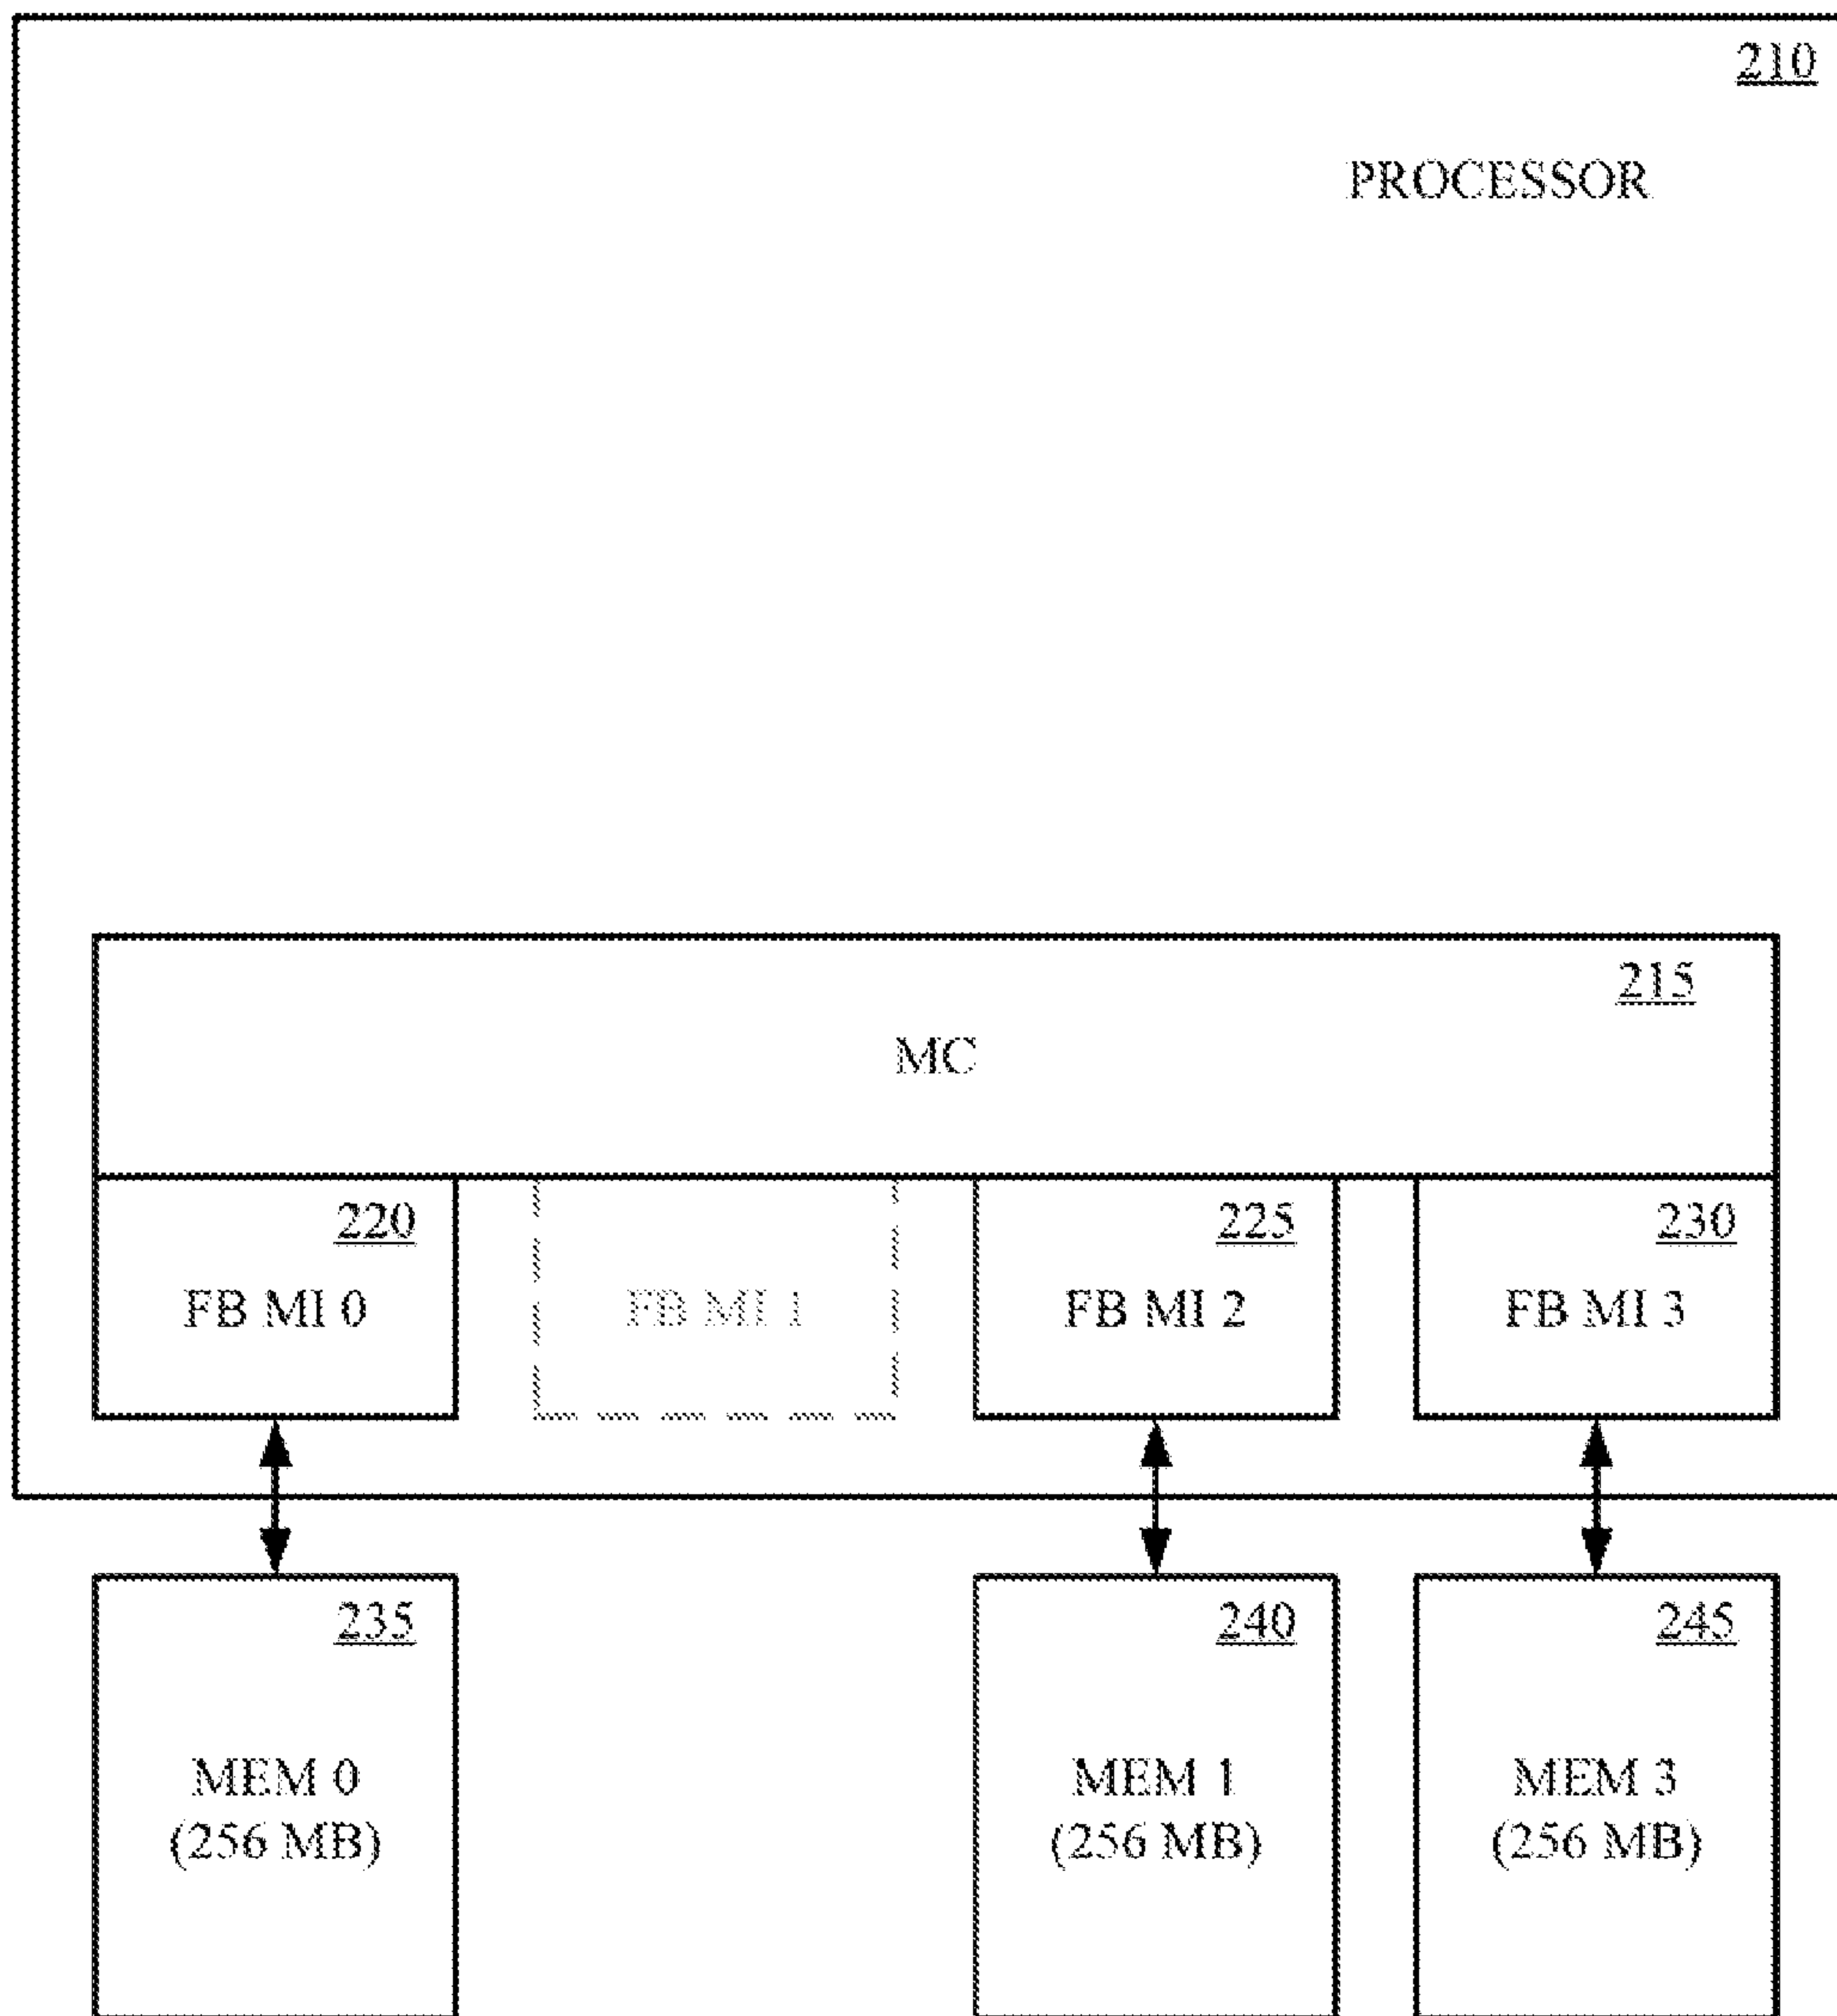 210
PROCESSOR
215
MC
220
FB MI 0
FB MI 1
225
FB MI 2
230
FB MI 3
235
MEM 0
(256 MB)
240
MEM 1
(256 MB)
245
MEM 3
(256 MB)